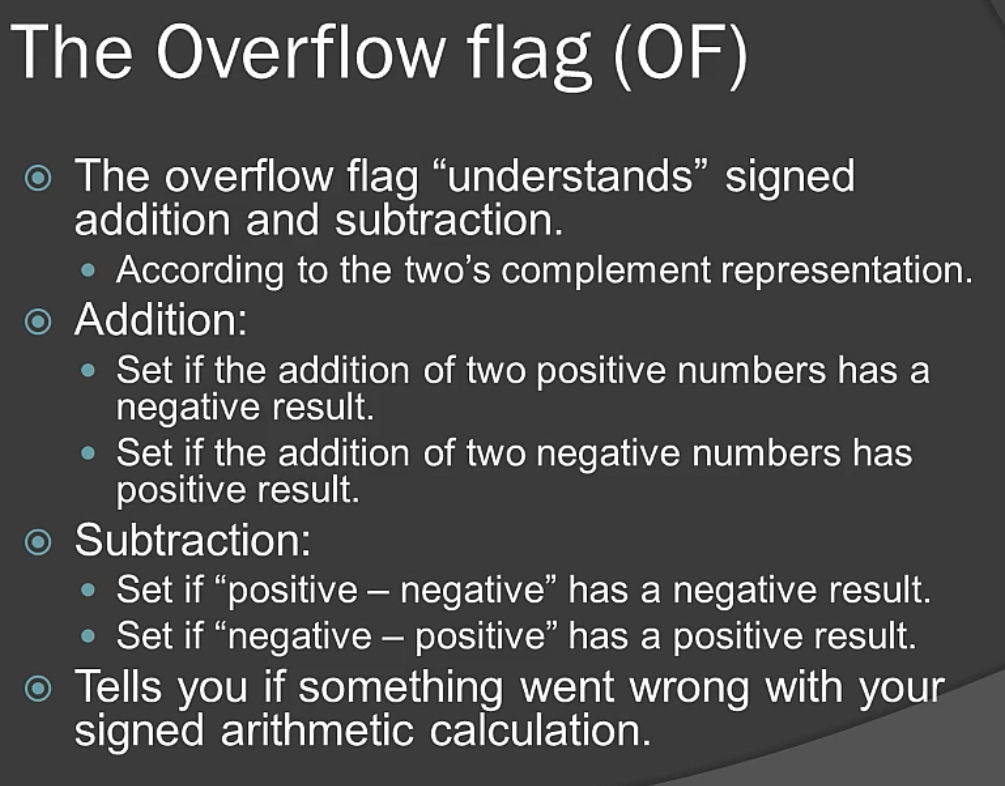 The Overflow flag (OF)
The overflow flag “understands” signed
addition and subtraction.
According to the two’s complement representation.
Addition:
Set if the addition of two positive numbers has a
negative result.
Set if the addition of two negative numbers has
positive result.
Subtraction:
Set if “positive – negative” has a negative result.
Set if “negative – positive” has a positive result.
Tells you if something went wrong with your
signed arithmetic calculation.